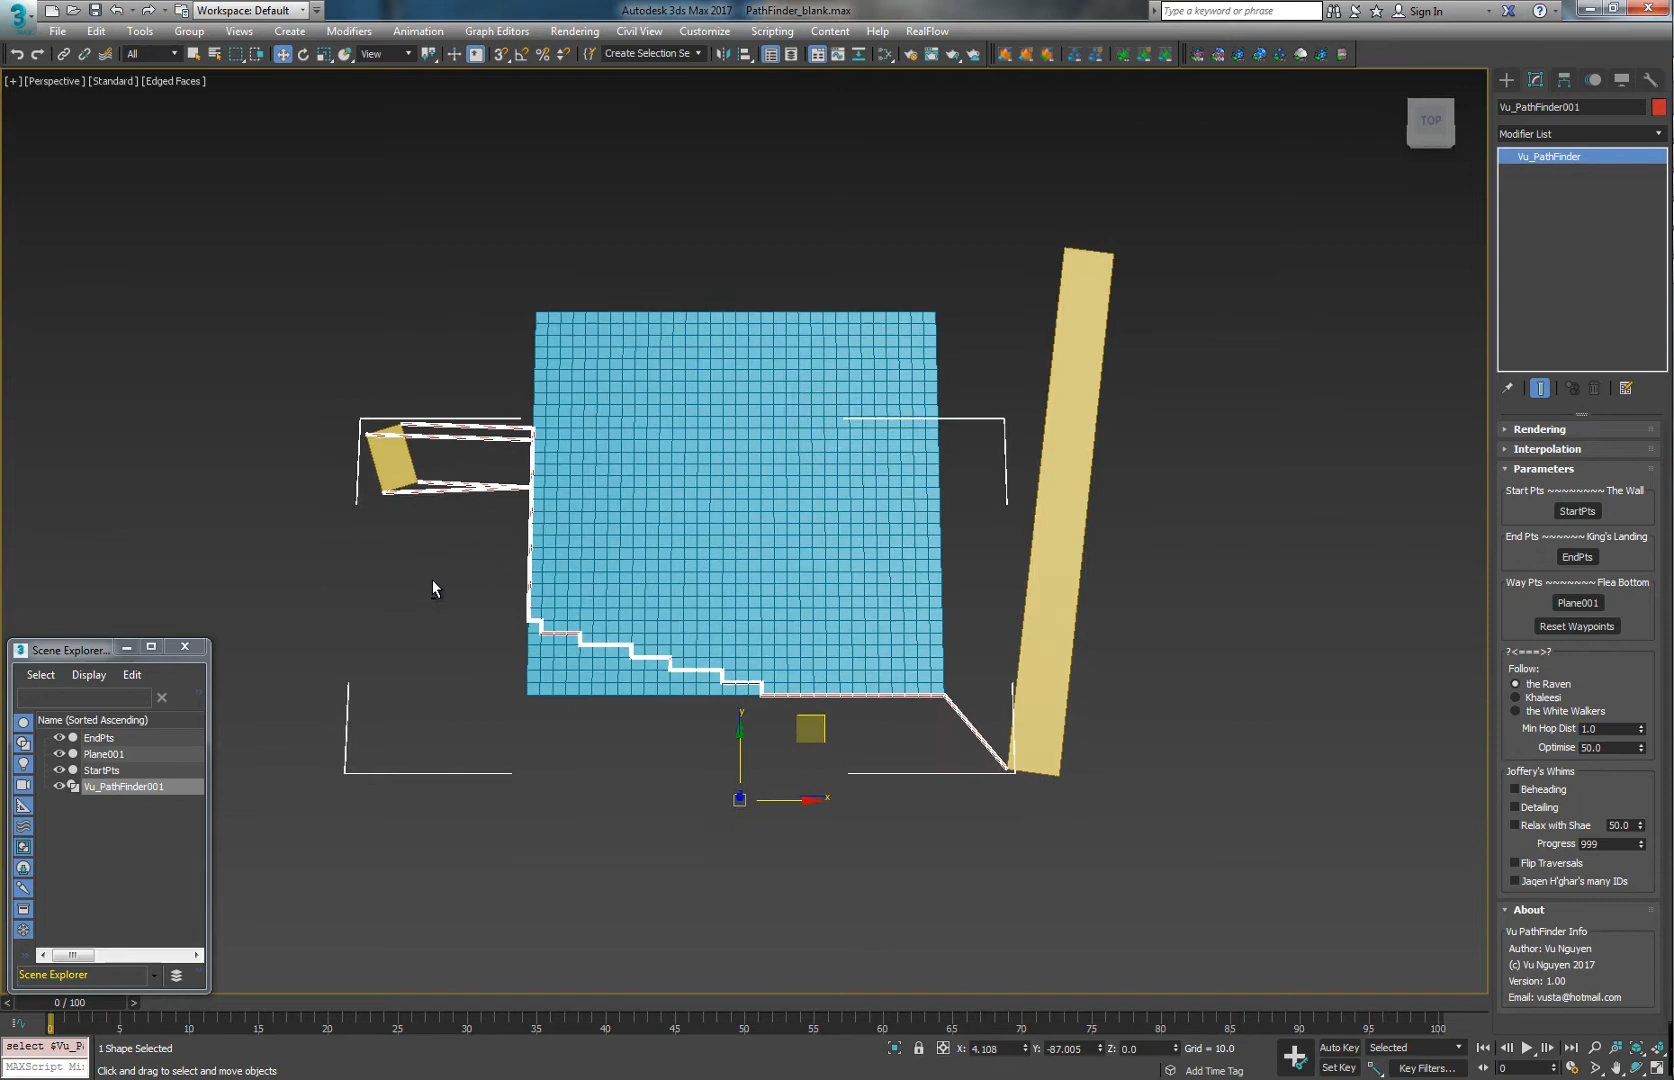 3
MAX
Workspace: Default
Autodesk 3ds Max 2017 PathFinder_blank.max
Type a keyword or phrase
Sign In
File Edit Tools Group Views Create Modifiers Animation Graph Editors Rendering Civil View Customize Scripting Content Help RealFlow
All
View
Create Selection Se
[+] [Perspective] [Standard] [Edged Faces]
TOP
Vu_PathFinder001
Modifier List
Vu_PathFinder
Rendering
Interpolation
Parameters
Start Pts ~~~~~~~~ The Wall
StartPts
End Pts ~~~~~~ King's Landing
EndPts
Way Pts ~~~~~~~ Flea Bottom
Plane001
Reset Waypoints
?<===>?
Follow:
the Raven
Khaleesi
the White Walkers
Min Hop Dist 1.0
Optimise 50.0
Joffery's Whims
Beheading
Detailing
Relax with Shae 50.0
Progress 999
Flip Traversals
Jaqen H'ghar's many IDs
About
Vu PathFinder Info
Author: Vu Nguyen
(c) Vu Nguyen 2017
Version: 1.00
Email: vusta@hotmail.com
y
x
3 Scene Explorer...
Select Display Edit
Name (Sorted Ascending)
EndPts
Plane001
StartPts
Vu_PathFinder001
Scene Explorer
0 / 100
0 5 10 15 20 25 30 35 40 45 50 55 60 65 70 75 80 85 90 95 100
select $Vu_Pa
MAXScript Mi
1 Shape Selected
Click and drag to select and move objects
X: 4.108 Y: -87.005 Z: 0.0 Grid = 10.0
Add Time Tag
Auto Key Selected
Set Key Key Filters...
0